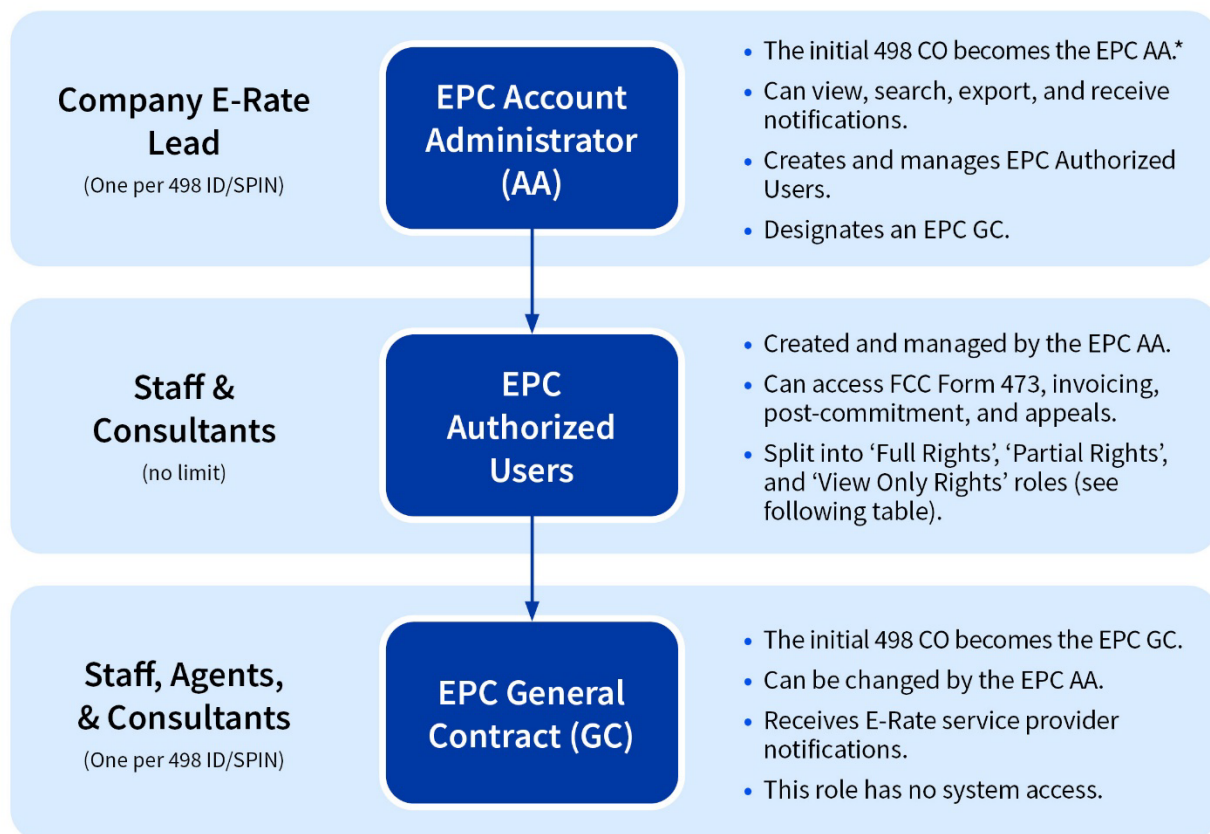 Company E-Rate
Lead
(One per 498 ID/SPIN)
EPC Account
Administrator
(AA)
• The initial 498 CO becomes the EPC AA.*
• Can view, search, export, and receive
notifications.
• Creates and manages EPC Authorized
Users.
• Designates an EPC GC.
Staff &
Consultants
(no limit)
EPC
Authorized
Users
• Created and managed by the EPC AA.
• Can access FCC Form 473, invoicing,
post-commitment, and appeals.
• Split into ‘Full Rights’, ‘Partial Rights’,
and ‘View Only Rights’ roles (see
following table).
Staff, Agents,
& Consultants
(One per 498 ID/SPIN)
EPC General
Contract (GC)
• The initial 498 CO becomes the EPC GC.
• Can be changed by the EPC AA.
• Receives E-Rate service provider
notifications.
• This role has no system access.